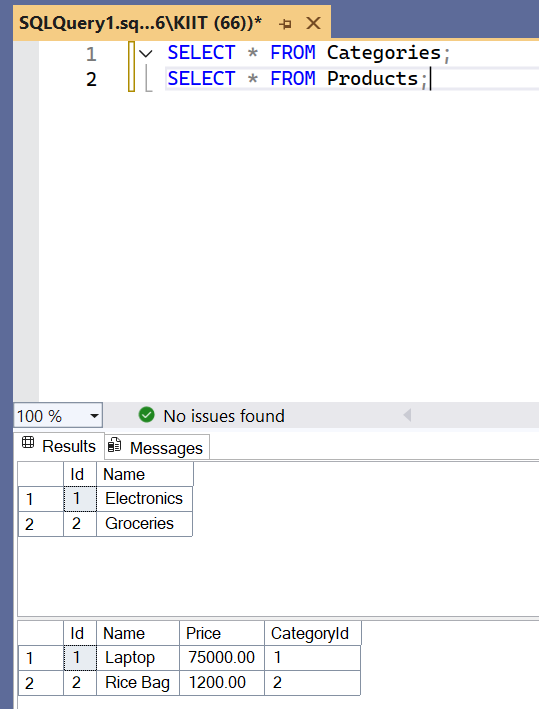 SQLQuery1.sq...6\KIIT (66))*
1 SELECT * FROM Categories;
2 SELECT * FROM Products;
100 %
No issues found
Results Messages
Id Name
1 1 Electronics
2 2 Groceries
Id Name Price CategoryId
1 1 Laptop 75000.00 1
2 2 Rice Bag 1200.00 2